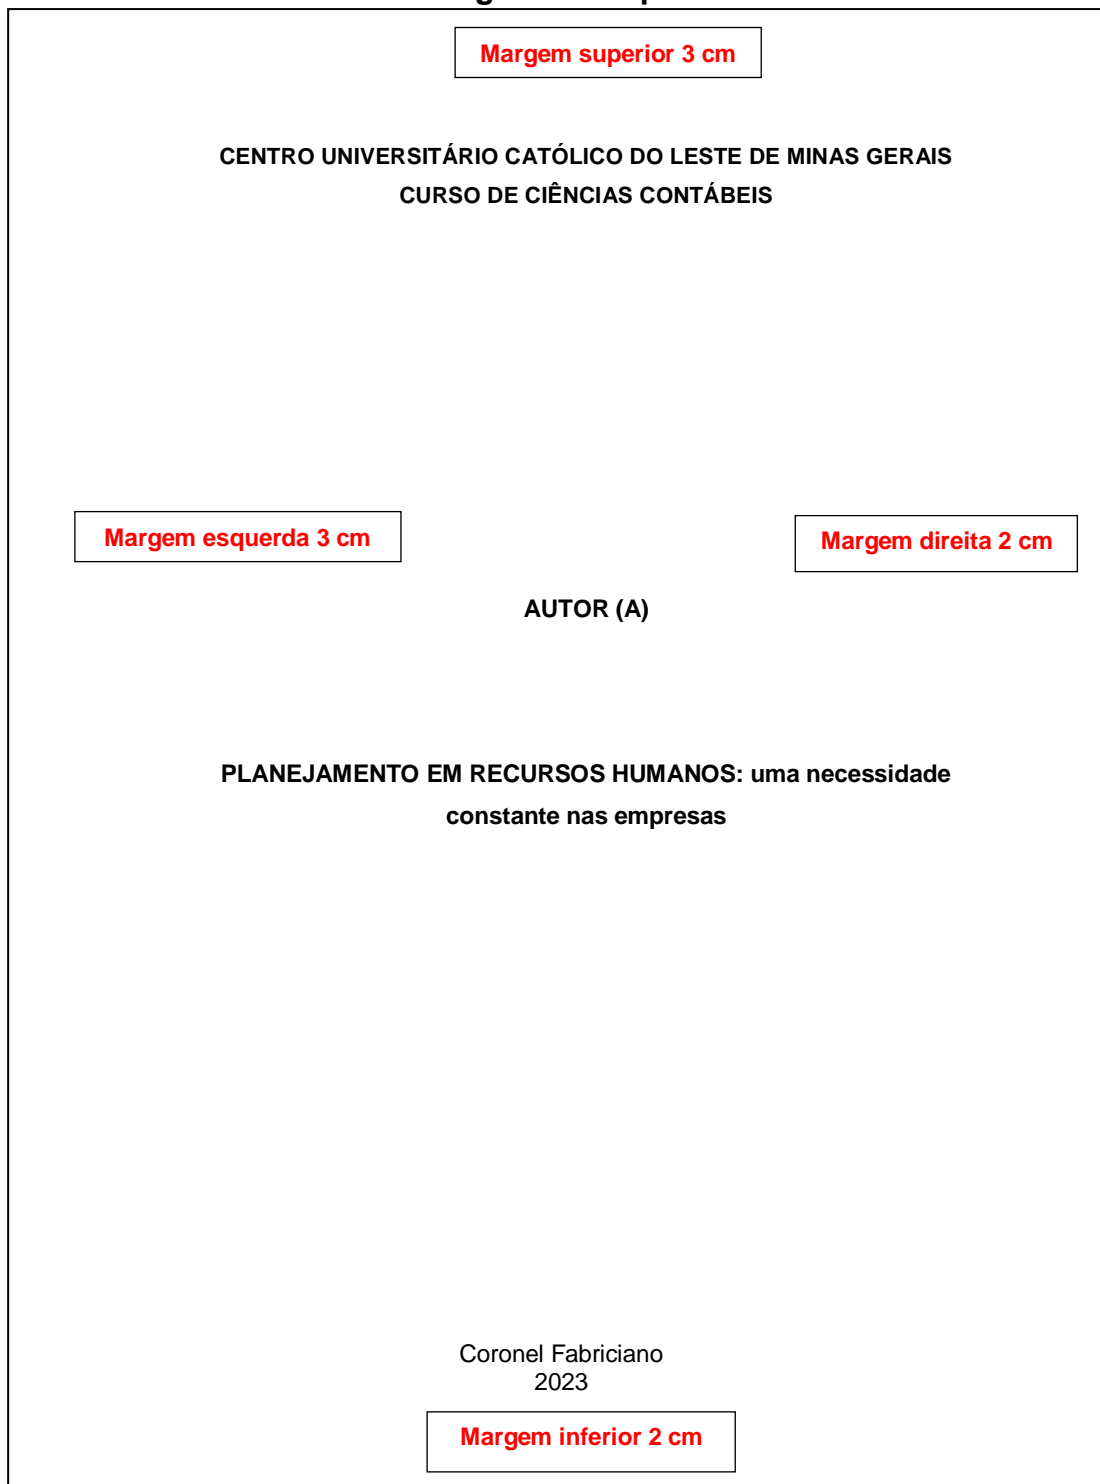 Margem superior 3 cm
CENTRO UNIVERSITÁRIO CATÓLICO DO LESTE DE MINAS GERAIS
CURSO DE CIÊNCIAS CONTÁBEIS
Margem esquerda 3 cm
Margem direita 2 cm
AUTOR (A)
PLANEJAMENTO EM RECURSOS HUMANOS: uma necessidade
constante nas empresas
Coronel Fabriciano
2023
Margem inferior 2 cm